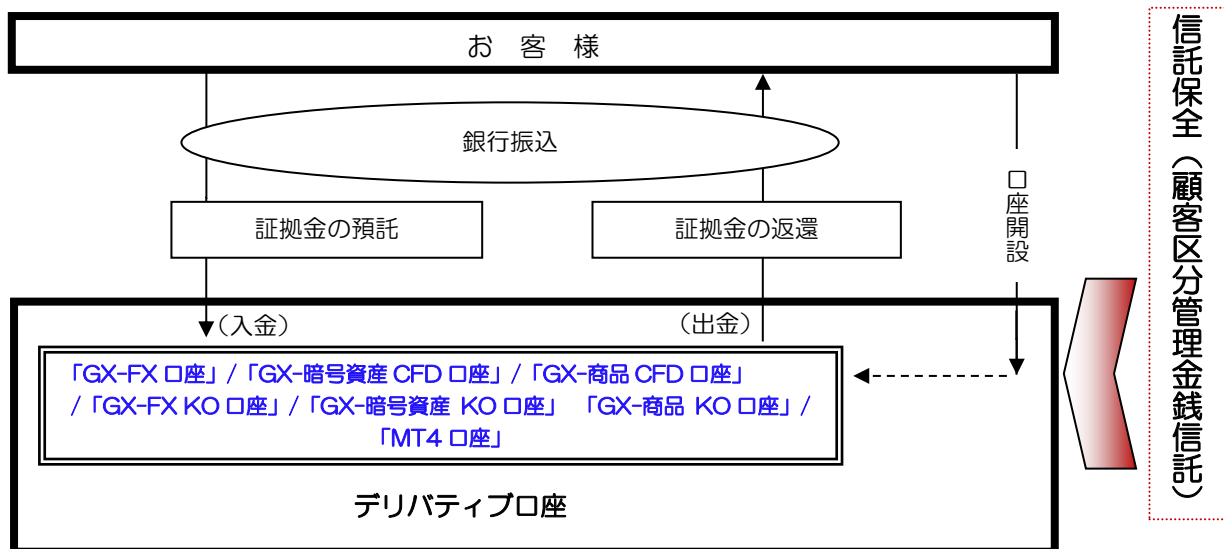 お 客 様
銀行振込
証拠金の預託
証拠金の返還
口座開設
(入金)
(出金)
「GX-FX 口座」/「GX-暗号資産 CFD 口座」/「GX-商品 CFD 口座」
/「GX-FX KO 口座」/「GX-暗号資産 KO 口座」 「GX-商品 KO 口座」/
「MT4 口座」
デリバティブ口座
信託保全(顧客区分管理金銭信託)